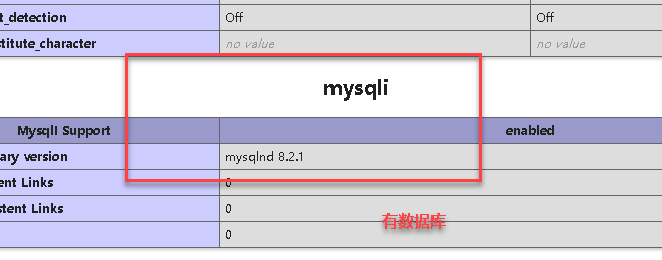 t_detection Off Off
stitute_character no value no value
mysqli
MysqlI Support enabled
ary version mysqlnd 8.2.1
ent Links 0
stent Links 0
0
有数据库